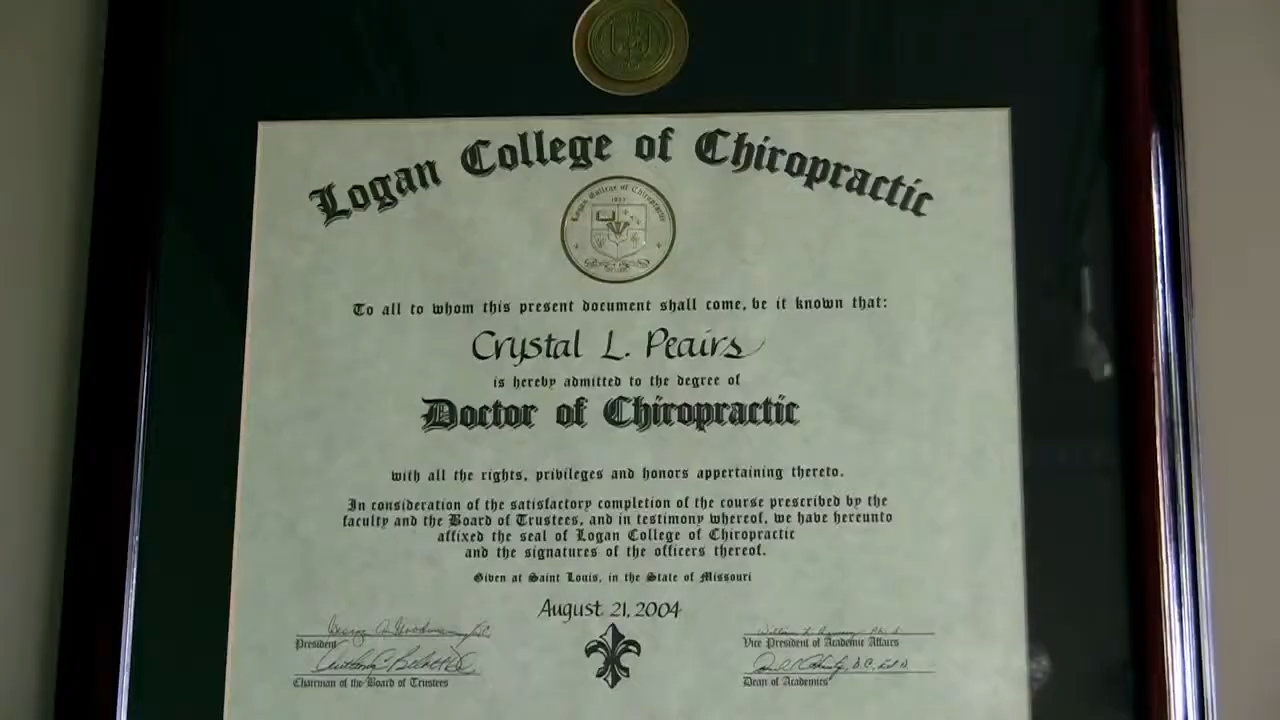 Logan College of Chiropractic
Logan College of Chiropractic
To all to whom this present document shall come, be it known that:
Crystal L. Peairs
is hereby admitted to the degree of
Doctor of Chiropractic
with all the rights, privileges and honors appertaining thereto.
In consideration of the satisfactory completion of the course prescribed by the
faculty and the Board of Trustees, and in testimony whereof, we have hereunto
affixed the seal of Logan College of Chiropractic
and the signatures of the officers thereof.
Given at Saint Louis, in the State of Missouri
August 21, 2004
President
Vice President of Academic Affairs
Chairman of the Board of Trustees
Dean of Academics